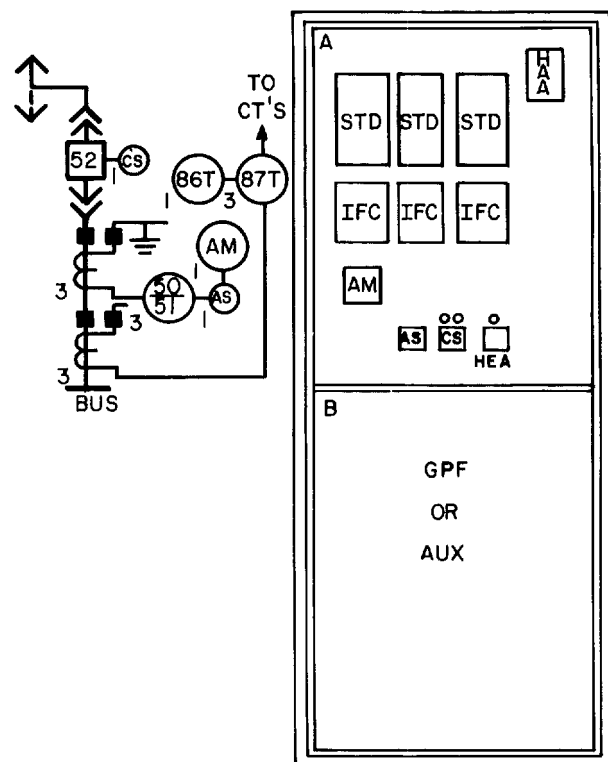 TO
CT'S
52
CS
1
86T
87T
1
3
AM
1
50
51
AS
1
3
3
3
BUS
A
HAA
STD STD STD
IFC IFC IFC
AM
AS CS
HEA
B
GPF
OR
AUX